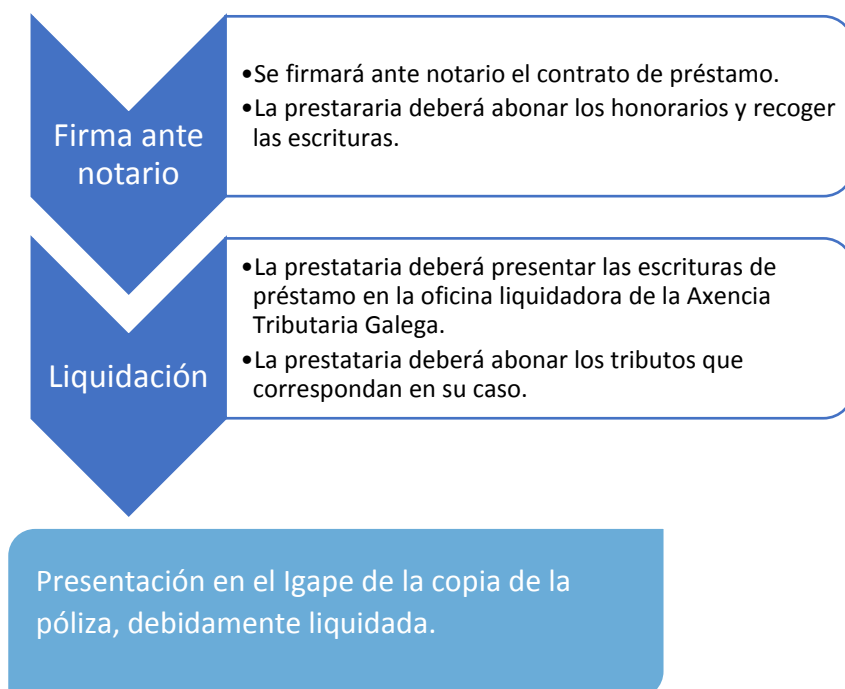 Firma ante
notario
•Se firmará ante notario el contrato de préstamo.
•La prestararia deberá abonar los honorarios y recoger
las escrituras.
Liquidación
•La prestataria deberá presentar las escrituras de
préstamo en la oficina liquidadora de la Axencia
Tributaria Galega.
•La prestataria deberá abonar los tributos que
correspondan en su caso.
Presentación en el Igape de la copia de la
póliza, debidamente liquidada.